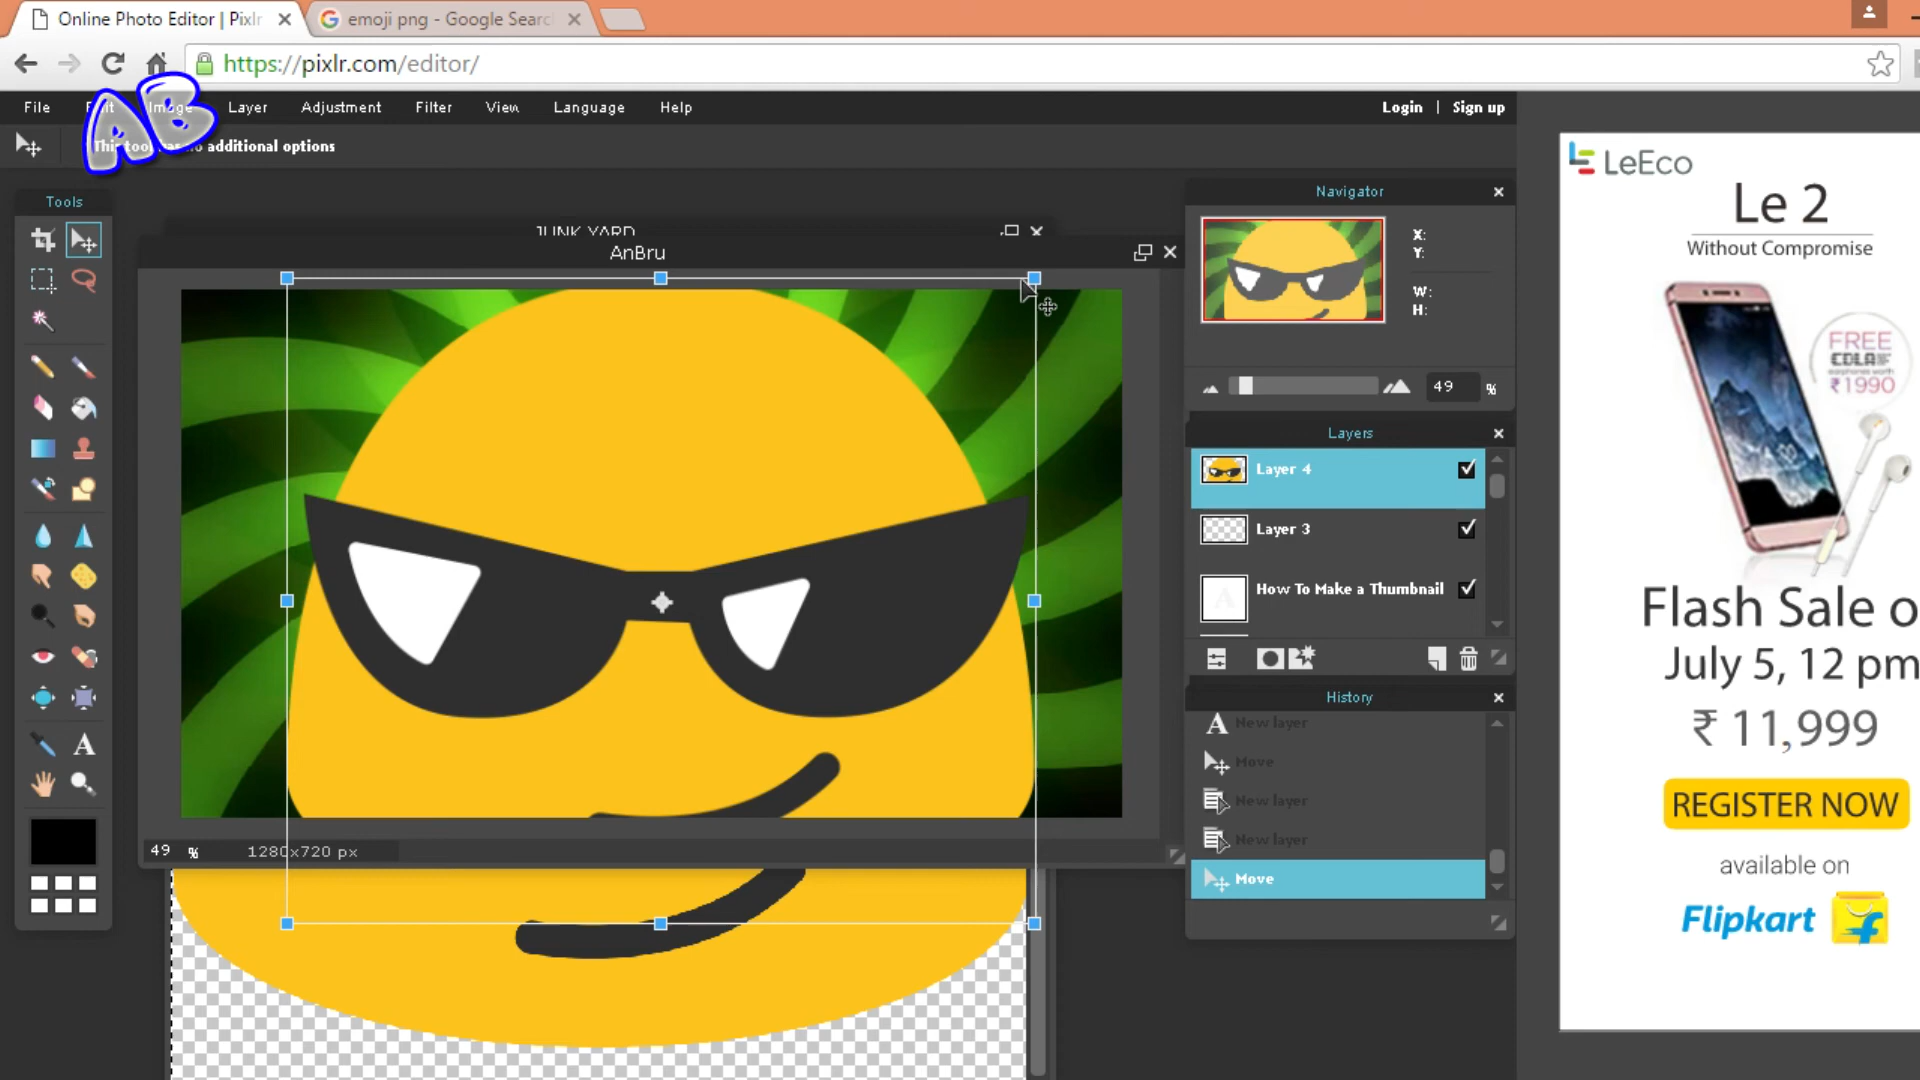 Online Photo Editor | Pixlr
emoji png - Google Searc
https://pixlr.com/editor/
File Edit Image Layer Adjustment Filter View Language Help
Login | Sign up
AB
This tool has no additional options
Tools
JUNK YARD
AnBru
49 % 1280x720 px
Navigator
X:
Y:
W:
H:
49 %
Layers
Layer 4
Layer 3
How To Make a Thumbnail
History
New layer
Move
New layer
New layer
Move
LeEco
Le 2
Without Compromise
FREE
CDLA
earphones worth
₹1990
Flash Sale o
July 5, 12 pm
₹ 11,999
REGISTER NOW
available on
Flipkart